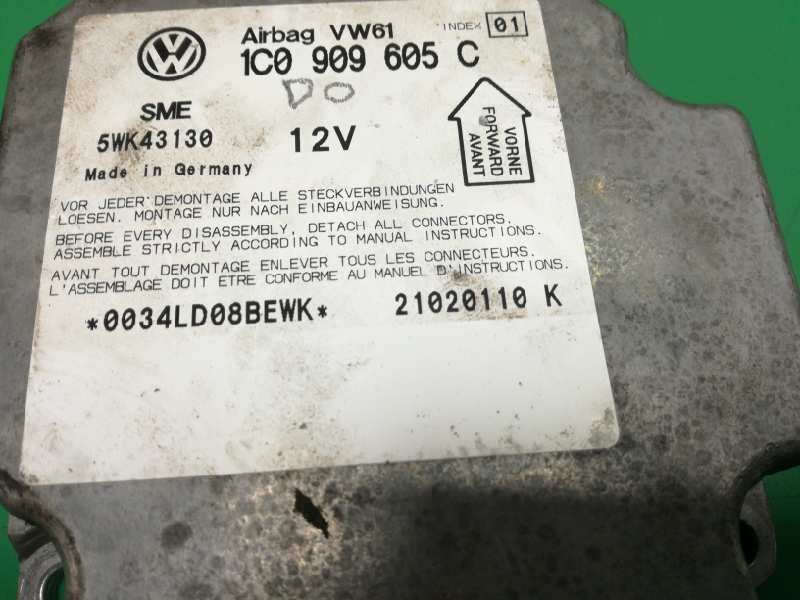 Airbag VW61
INDEX 01
1C0 909 605 C
DO
SME
5WK43130
12V
Made in Germany
VORNE
FORWARD
AVANT
VOR JEDER DEMONTAGE ALLE STECKVERBINDUNGEN
LOESEN. MONTAGE NUR NACH EINBAUANWEISUNG.
BEFORE EVERY DISASSEMBLY, DETACH ALL CONNECTORS.
ASSEMBLE STRICTLY ACCORDING TO MANUAL INSTRUCTIONS.
AVANT TOUT DEMONTAGE ENLEVER TOUS LES CONNECTEURS.
L'ASSEMBLAGE DOIT ETRE CONFORME AU MANUEL D'INSTRUCTIONS.
*0034LD08BEWK*
21020110 K